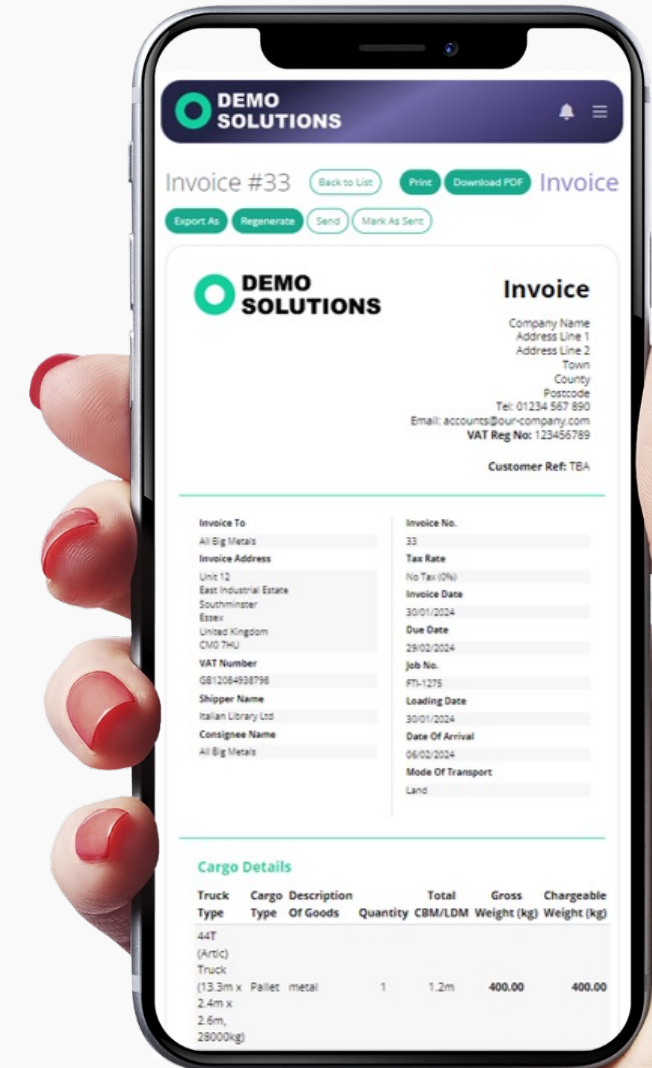 DEMO
SOLUTIONS
Invoice #33 Back to List Print Download PDF Invoice
Export As Regenerate Send Mark As Sent
DEMO
SOLUTIONS
Invoice
Company Name
Address Line 1
Address Line 2
Town
County
Postcode
Tel: 01234 567 890
Email: accounts@our-company.com
VAT Reg No: 123456789
Customer Ref: TBA
Invoice To
All Big Metals
Invoice Address
Unit 12
East Industrial Estate
Southminster
Essex
United Kingdom
CM0 7HU
VAT Number
GB12084938798
Shipper Name
Italian Library Ltd
Consignee Name
All Big Metals
Invoice No.
33
Tax Rate
No Tax (0%)
Invoice Date
30/01/2024
Due Date
29/02/2024
Job No.
FTI-1275
Loading Date
30/01/2024
Date Of Arrival
06/02/2024
Mode Of Transport
Land
Cargo Details
Truck Cargo Description Total Gross Chargeable
Type Type Of Goods Quantity CBM/LDM Weight (kg) Weight (kg)
44T
(Artic)
Truck
(13.3m x Pallet metal 1 1.2m 400.00 400.00
2.4m x
2.6m,
28000kg)